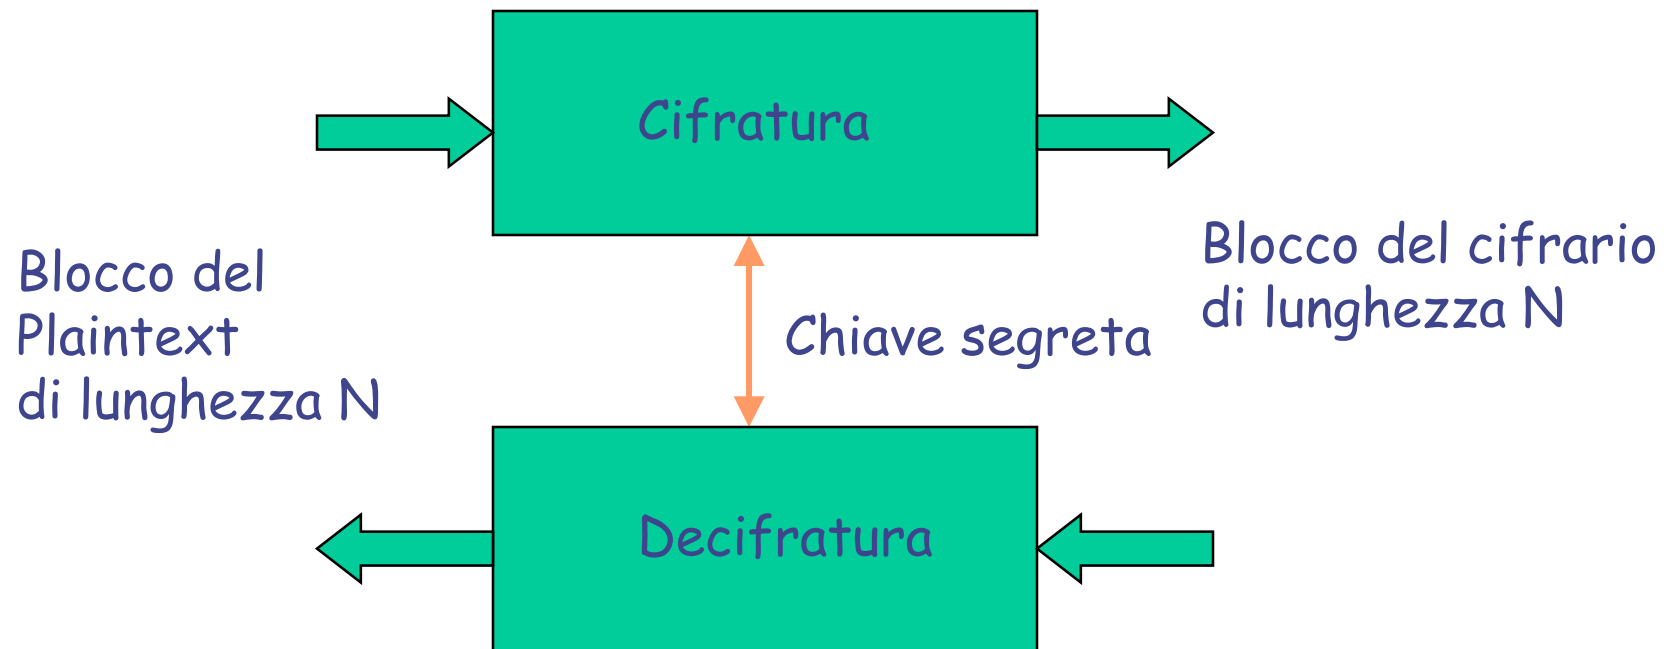 Cifratura
Blocco del
Plaintext
di lunghezza N
Chiave segreta
Blocco del cifrario
di lunghezza N
Decifratura